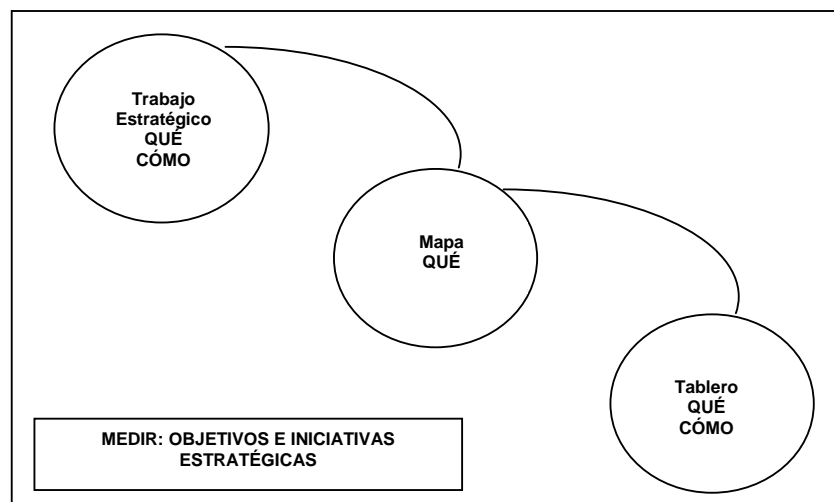 Trabajo
Estratégico
QUÉ
CÓMO
Mapa
QUÉ
Tablero
QUÉ
CÓMO
MEDIR: OBJETIVOS E INICIATIVAS
ESTRATÉGICAS